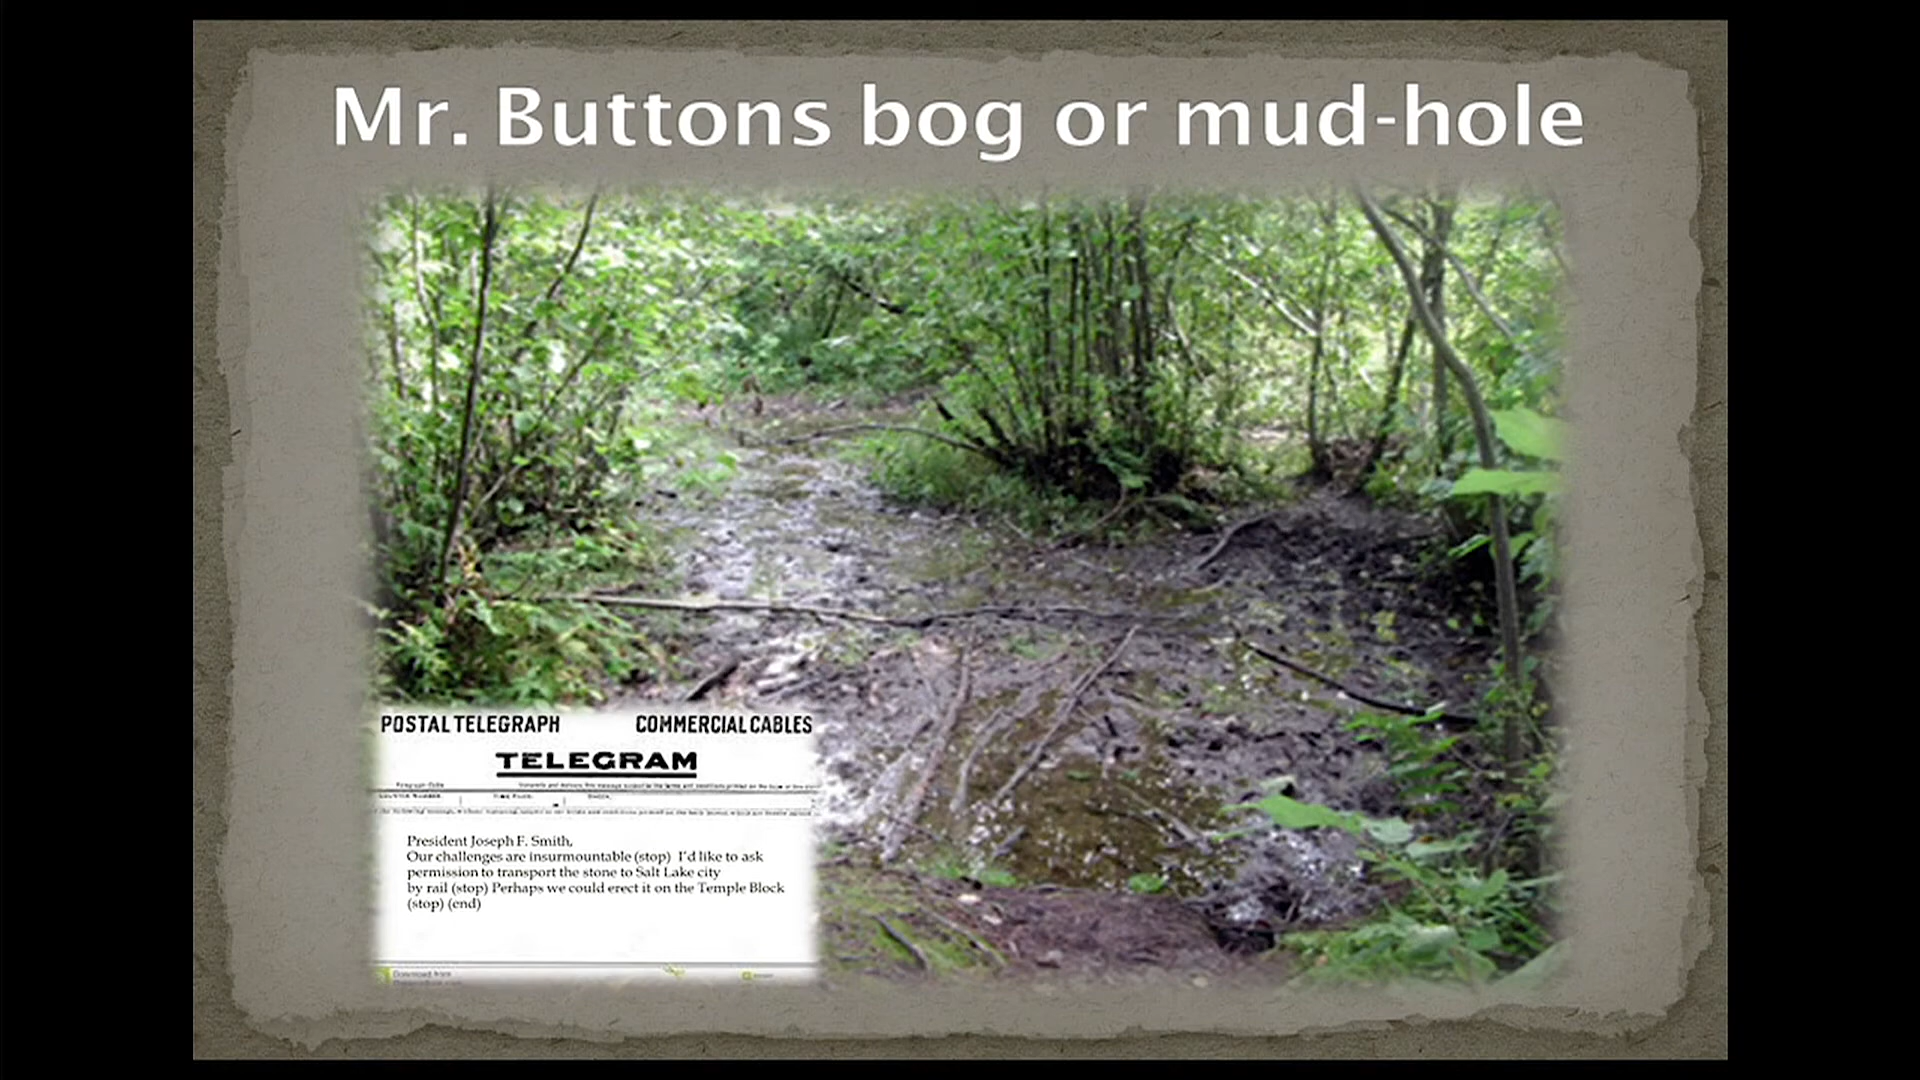 Mr. Buttons bog or mud-hole
POSTAL TELEGRAPH COMMERCIAL CABLES
TELEGRAM
President Joseph F. Smith,
Our challenges are insurmountable (stop) I'd like to ask
permission to transport the stone to Salt Lake city
by rail (stop) Perhaps we could erect it on the Temple Block
(stop) (end)
Download from